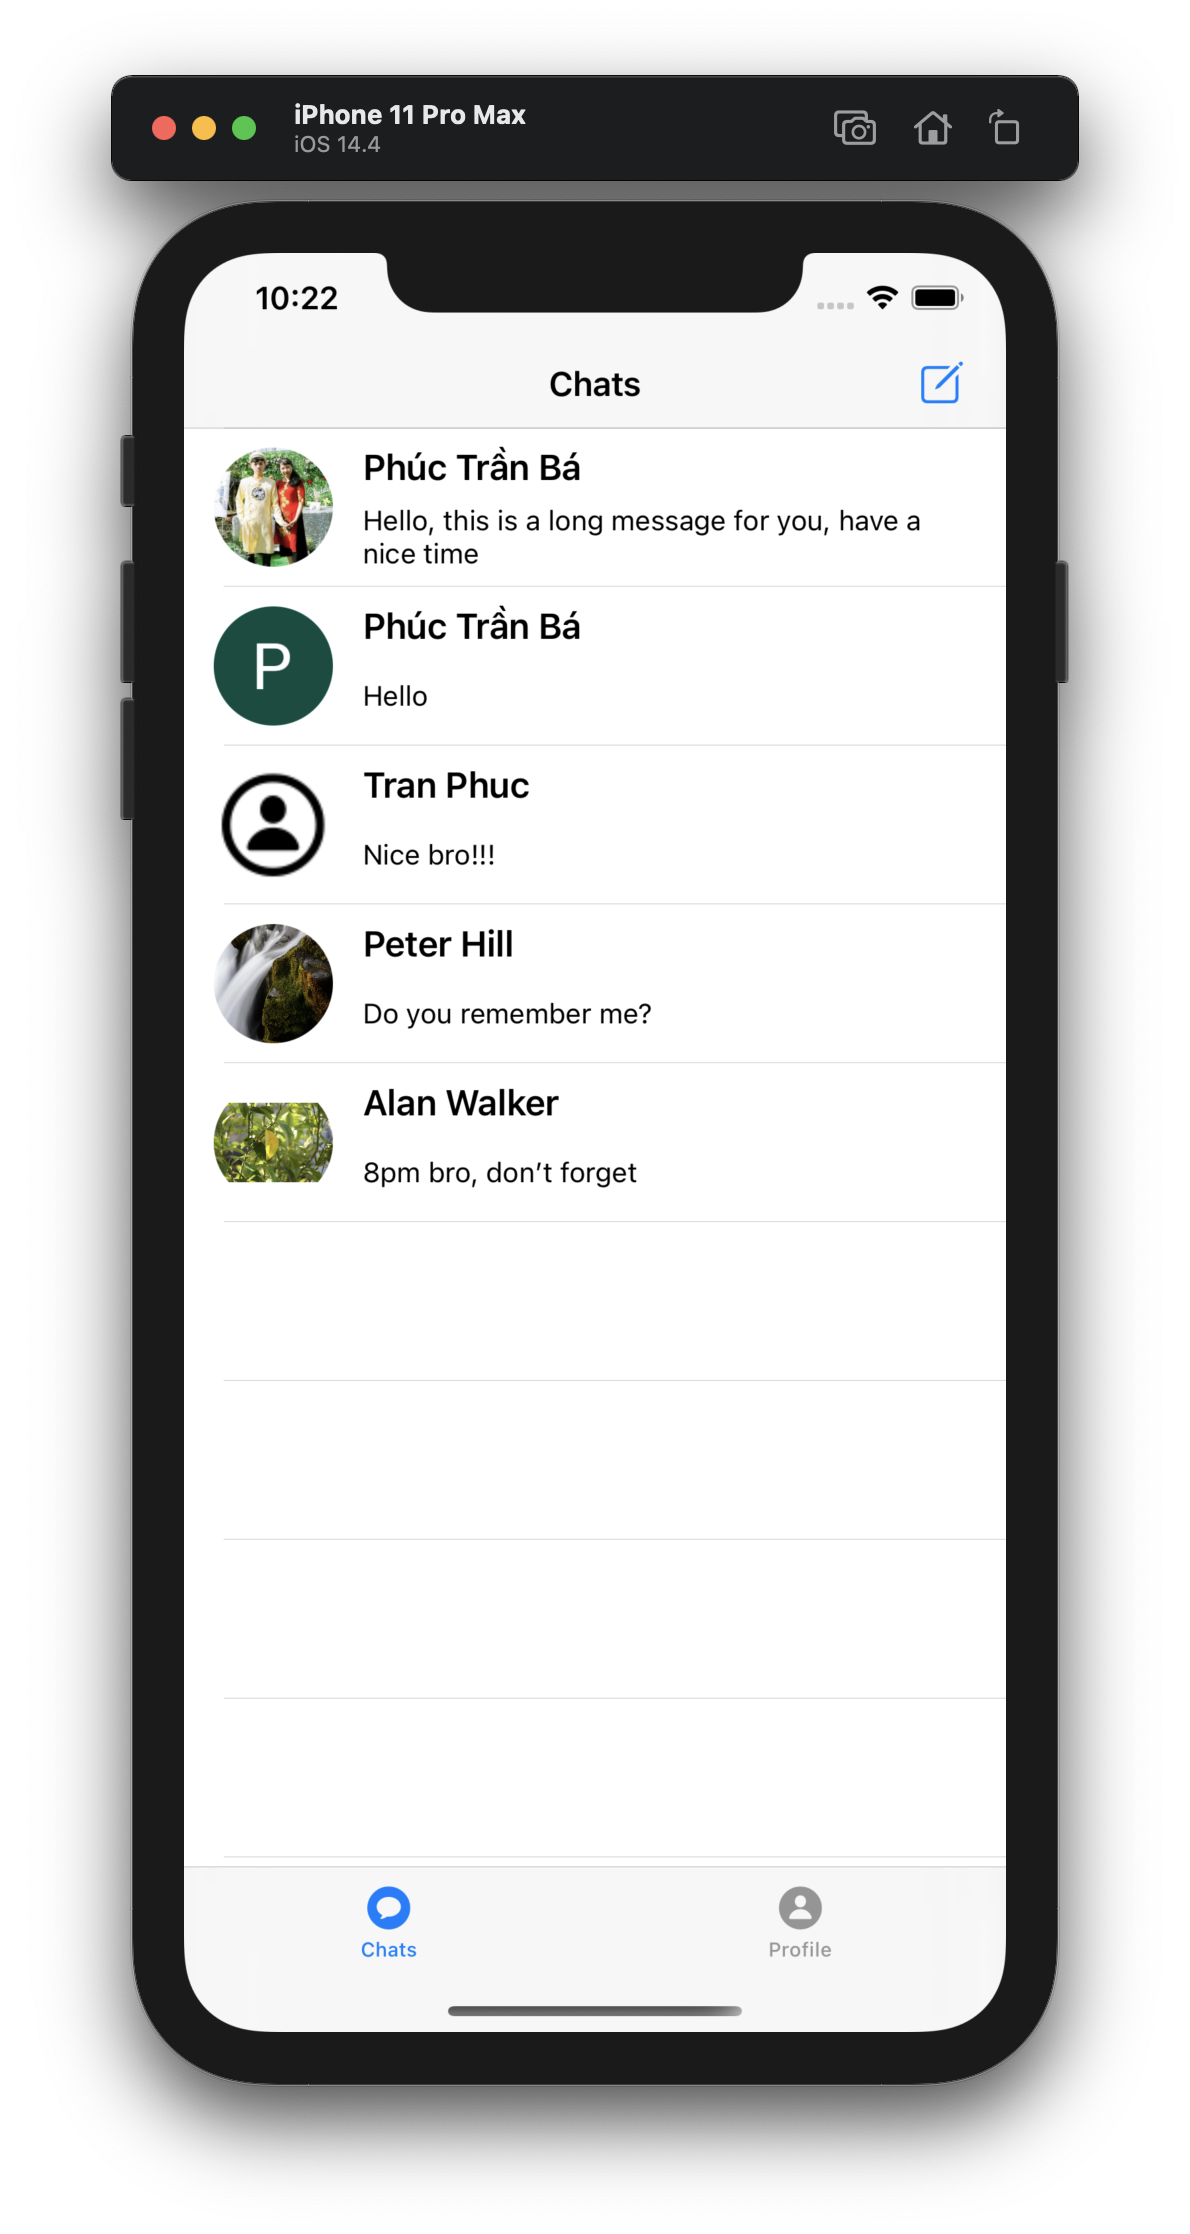 iPhone 11 Pro Max
iOS 14.4
10:22
Chats
Phúc Trần Bá
Hello, this is a long message for you, have a
nice time
P
Phúc Trần Bá
Hello
Tran Phuc
Nice bro!!!
Peter Hill
Do you remember me?
Alan Walker
8pm bro, don’t forget
Chats
Profile